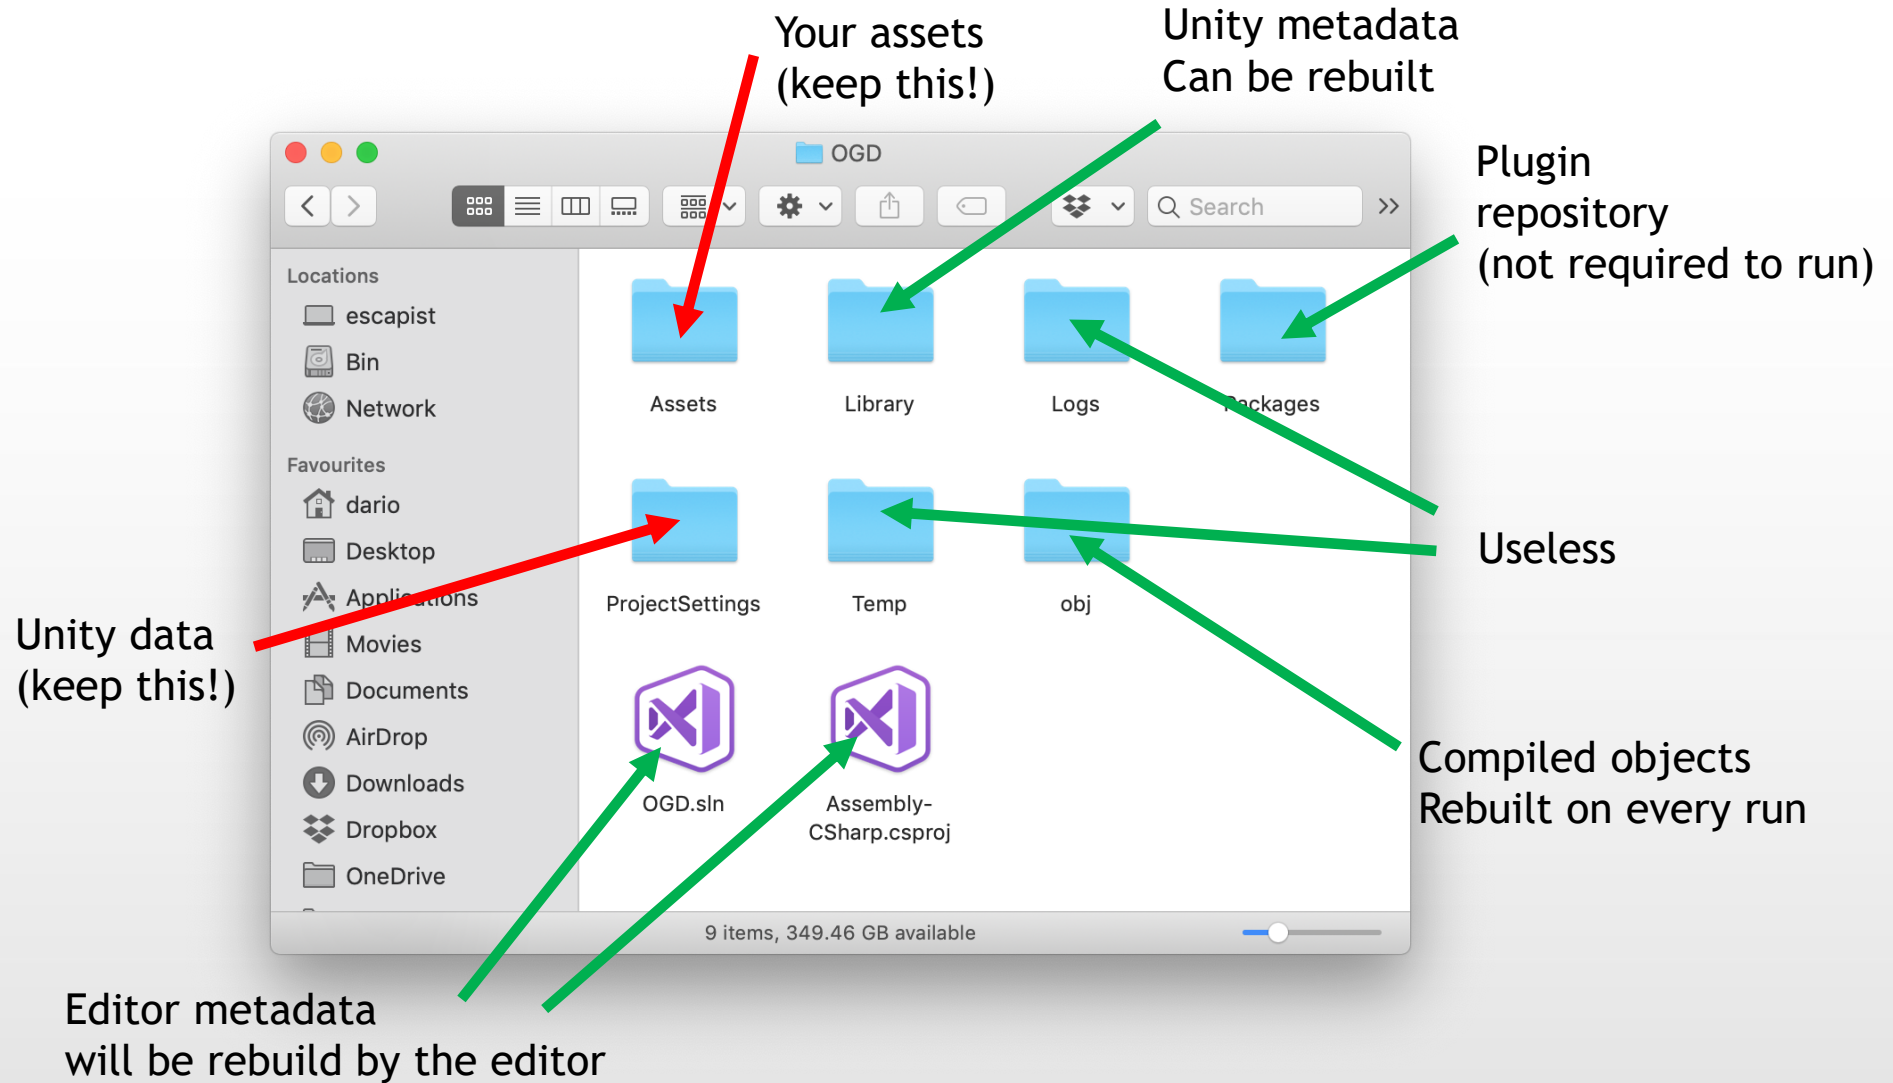 Your assets
(keep this!)
Unity metadata
Can be rebuilt
Plugin
repository
(not required to run)
OGD
Search
Locations
escapist
Bin
Network
Favourites
dario
Desktop
Applications
Movies
Documents
AirDrop
Downloads
Dropbox
OneDrive
Assets
Library
Logs
Packages
ProjectSettings
Temp
obj
OGD.sln
Assembly-
CSharp.csproj
9 items, 349.46 GB available
Useless
Unity data
(keep this!)
Compiled objects
Rebuilt on every run
Editor metadata
will be rebuild by the editor